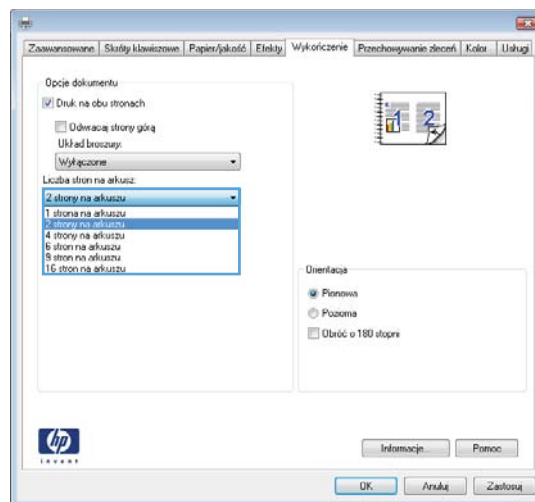 Zaawansowane Skróty klawiszowe Papier/jakość Efekty Wykończenie Przechowywanie zleceń Kolor Usługi
Opcje dokumentu
Druk na obu stronach
Odwracaj strony górą
Układ broszury:
Wyłączone
Liczba stron na arkusz:
2 strony na arkuszu
1 strona na arkuszu
2 strony na arkuszu
4 strony na arkuszu
6 stron na arkuszu
9 stron na arkuszu
16 stron na arkuszu
1 2
Orientacja
Pionowa
Pozioma
Obróć o 180 stopni
hp
invent
Informacje... Pomoc
OK Anuluj Zastosuj